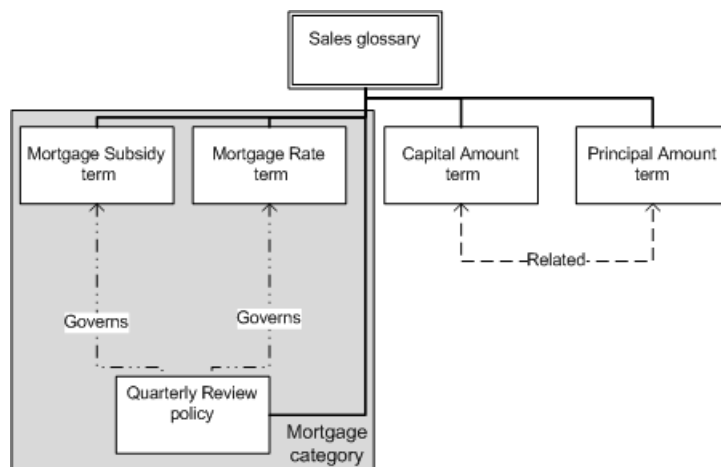 Sales glossary
Mortgage Subsidy
term
Mortgage Rate
term
Capital Amount
term
Principal Amount
term
Related
Governs
Governs
Quarterly Review
policy
Mortgage
category